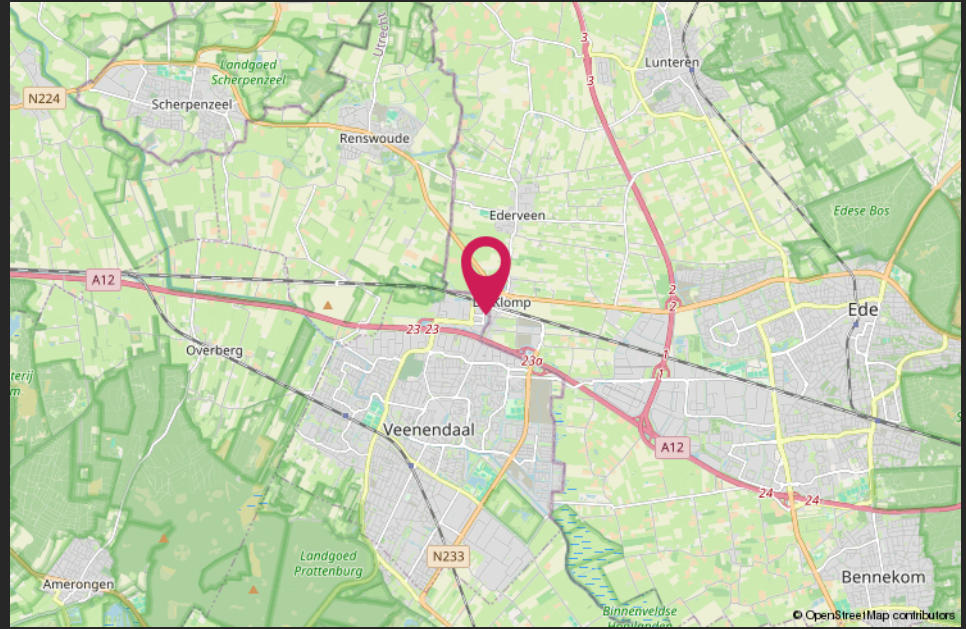 Utrecht
3
Lunteren
Landgoed
Scherpenzeel
3
N224
Scherpenzeel
Renswoude
Edese Bos
Ederveen
A12
2
2
Klomp
Ede
23 23
Overberg
23a
1
1
Veenendaal
A12
24
24
N233
Landgoed
Prattenburg
Amerongen
Bennekom
Binnenveldse
Hooilanden
© OpenStreetMap contributors